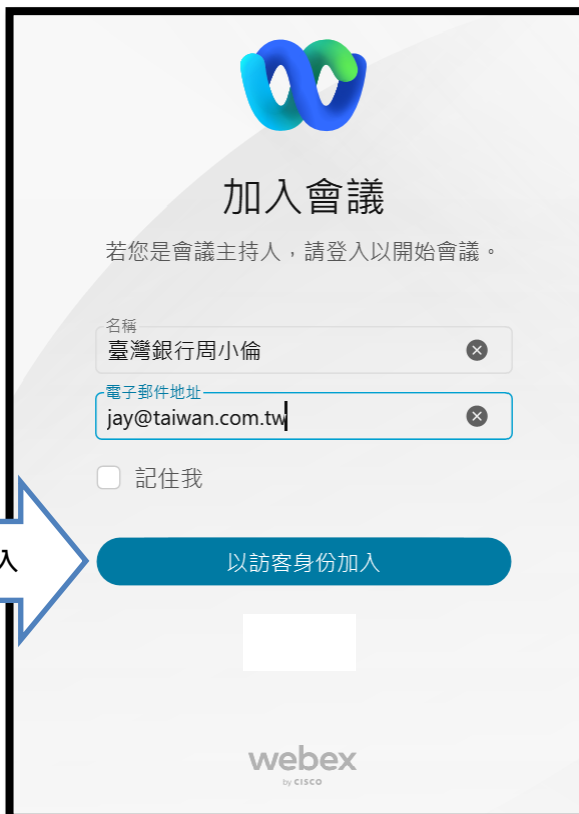 加入會議
若您是會議主持人，請登入以開始會議。
名稱
臺灣銀行周小倫
電子郵件地址
jay@taiwan.com.tw
記住我
入
以訪客身份加入
webex
by CISCO